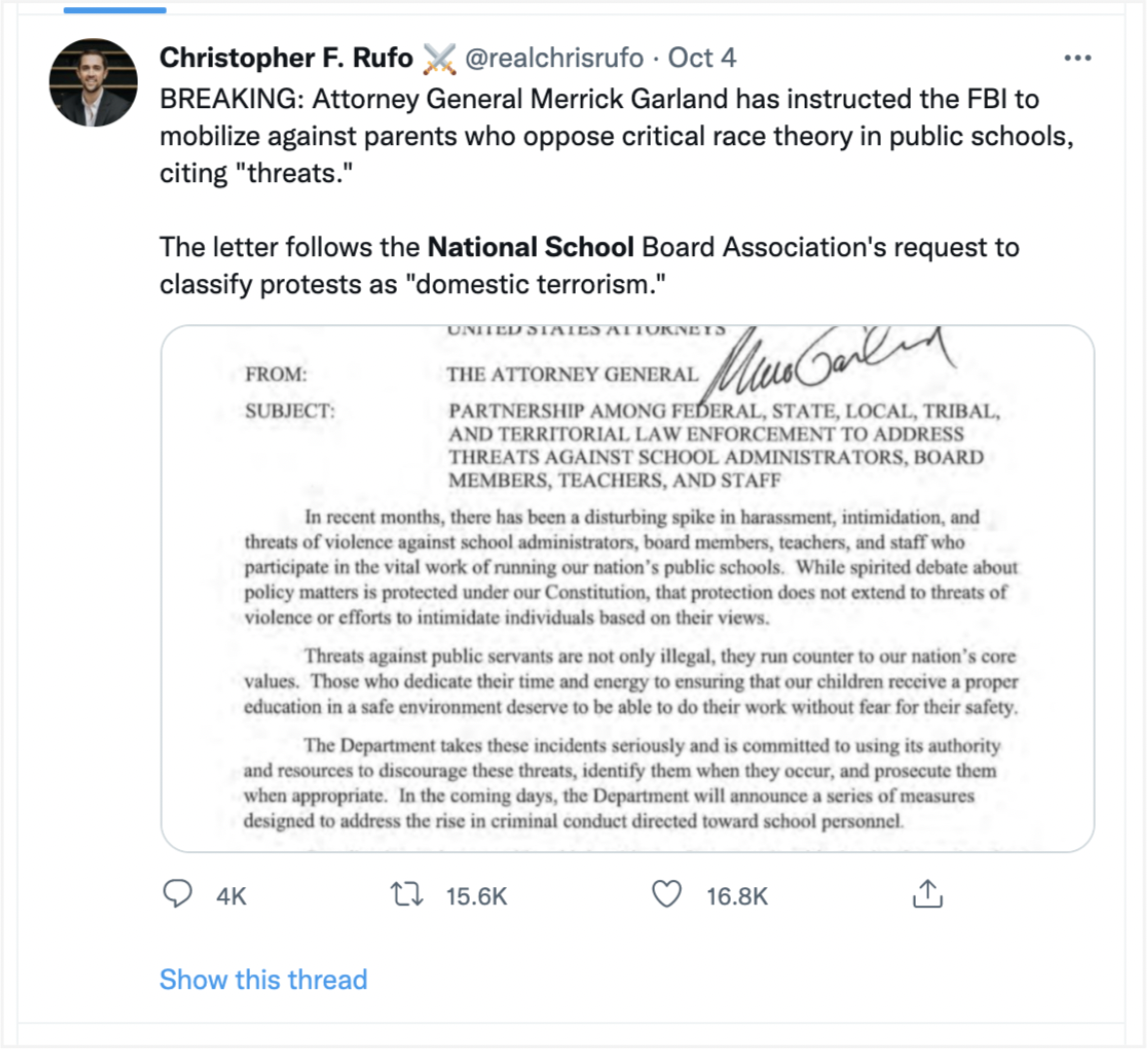 Christopher F. Rufo ⚔️ @realchrisrufo · Oct 4
BREAKING: Attorney General Merrick Garland has instructed the FBI to
mobilize against parents who oppose critical race theory in public schools,
citing "threats."
The letter follows the National School Board Association's request to
classify protests as "domestic terrorism."
UNITED STATES ATTORNEYS
FROM: THE ATTORNEY GENERAL Merrick Garland
SUBJECT: PARTNERSHIP AMONG FEDERAL, STATE, LOCAL, TRIBAL,
AND TERRITORIAL LAW ENFORCEMENT TO ADDRESS
THREATS AGAINST SCHOOL ADMINISTRATORS, BOARD
MEMBERS, TEACHERS, AND STAFF
In recent months, there has been a disturbing spike in harassment, intimidation, and
threats of violence against school administrators, board members, teachers, and staff who
participate in the vital work of running our nation's public schools. While spirited debate about
policy matters is protected under our Constitution, that protection does not extend to threats of
violence or efforts to intimidate individuals based on their views.
Threats against public servants are not only illegal, they run counter to our nation's core
values. Those who dedicate their time and energy to ensuring that our children receive a proper
education in a safe environment deserve to be able to do their work without fear for their safety.
The Department takes these incidents seriously and is committed to using its authority
and resources to discourage these threats, identify them when they occur, and prosecute them
when appropriate. In the coming days, the Department will announce a series of measures
designed to address the rise in criminal conduct directed toward school personnel.
4K 15.6K 16.8K
Show this thread